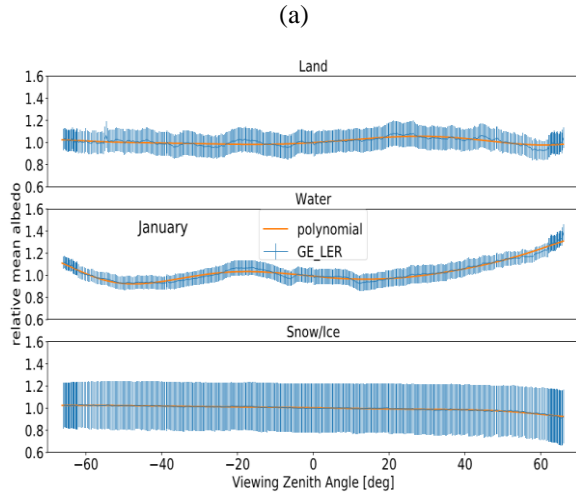 (a)
Land
1.6
1.4
1.2
1.0
0.8
0.6
Water
1.6
1.4
1.2
1.0
0.8
0.6
January
polynomial
GE_LER
relative mean albedo
Snow/Ice
1.6
1.4
1.2
1.0
0.8
0.6
−60 −40 −20 0 20 40 60
Viewing Zenith Angle [deg]